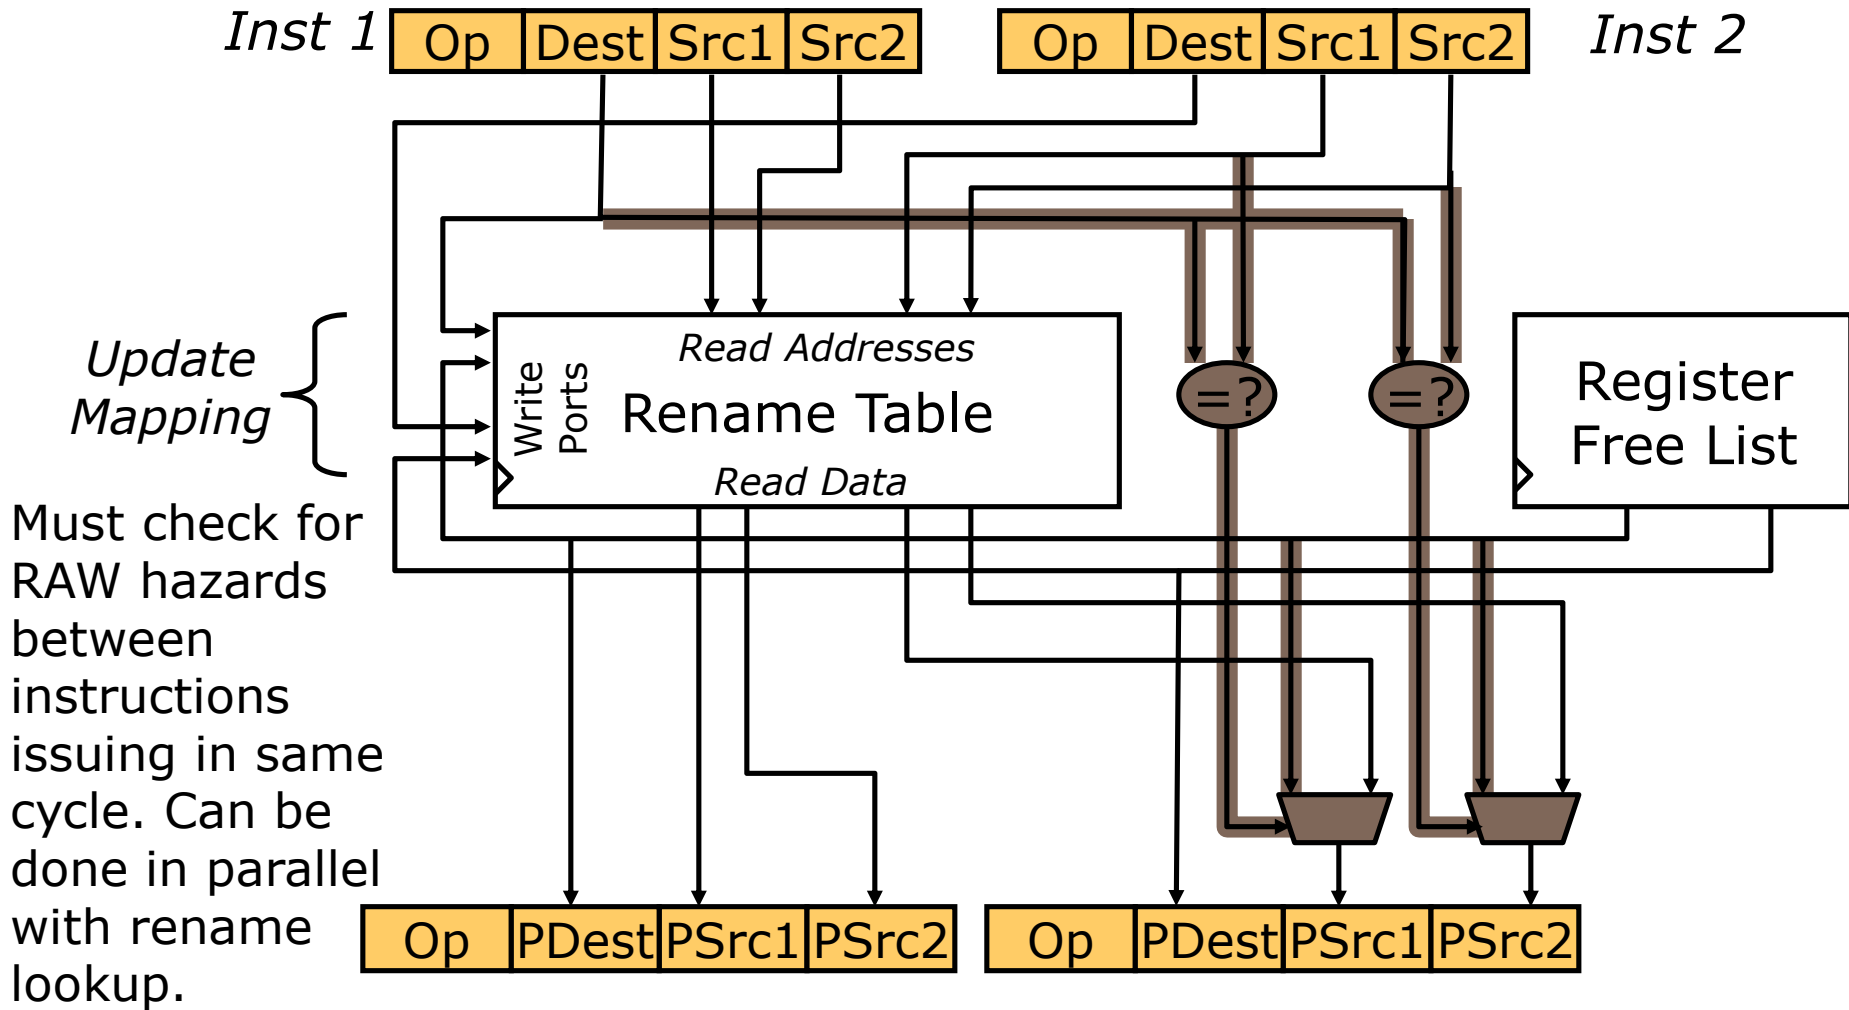 Inst 1 Op Dest Src1 Src2 Op Dest Src1 Src2 Inst 2
Update
Mapping
Write
Ports
Read Addresses
Rename Table
Read Data
=? =?
Register
Free List
Must check for
RAW hazards
between
instructions
issuing in same
cycle. Can be
done in parallel
with rename
lookup.
Op PDest PSrc1 PSrc2 Op PDest PSrc1 PSrc2